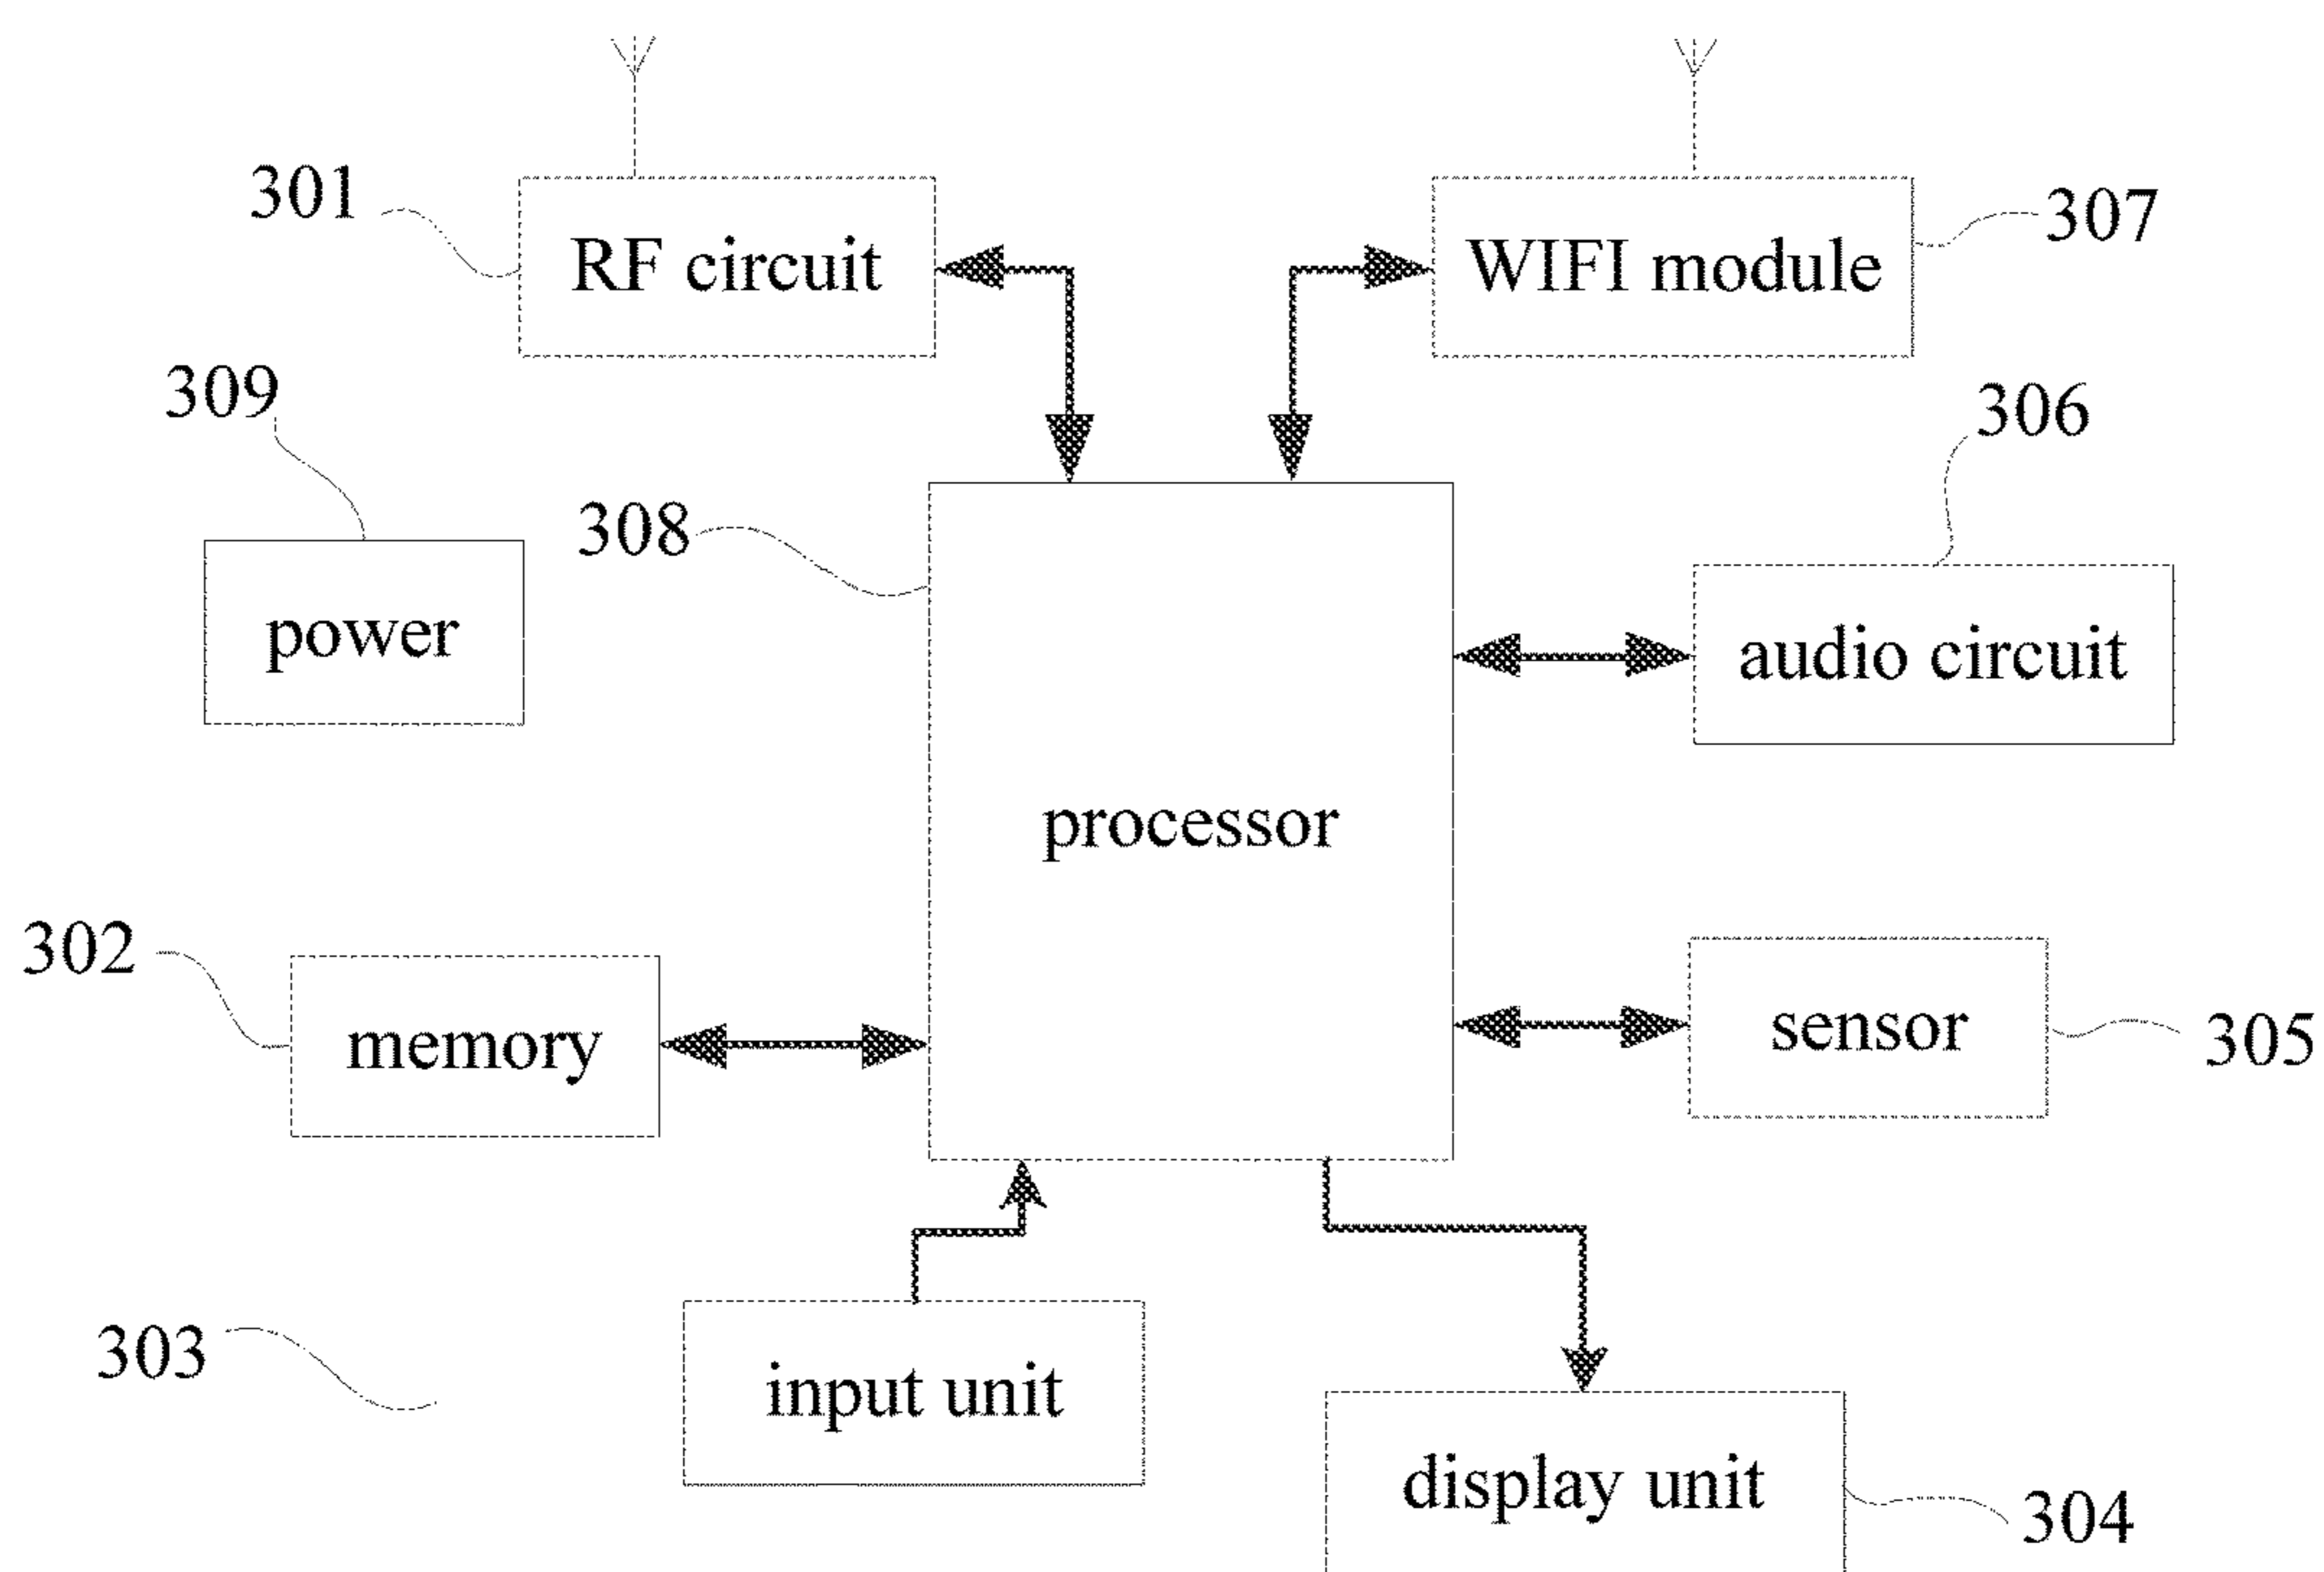 301
RF circuit
WIFI module
307
309
306
308
power
audio circuit
processor
302
memory
sensor
305
303
input unit
display unit
304